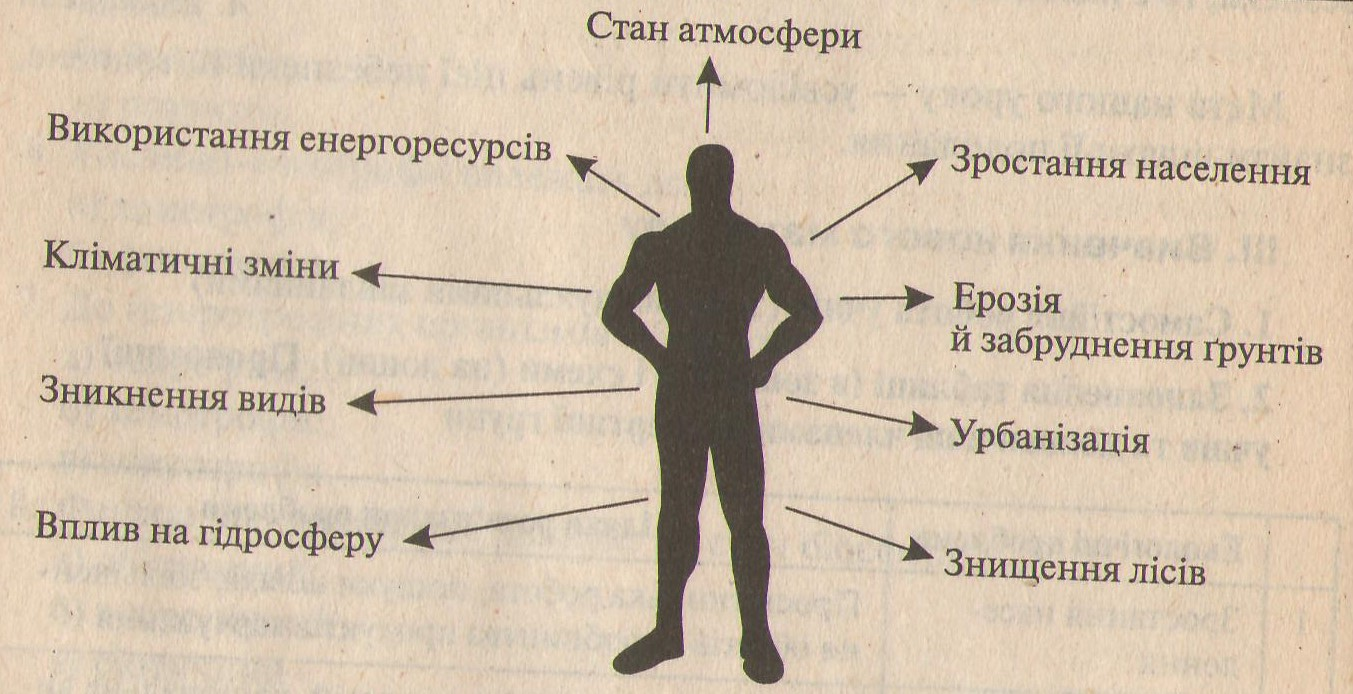 Стан атмосфери
Використання енергоресурсів
Зростання населення
Кліматичні зміни
Ерозія
й забруднення ґрунтів
Зникнення видів
Урбанізація
Вплив на гідросферу
Знищення лісів